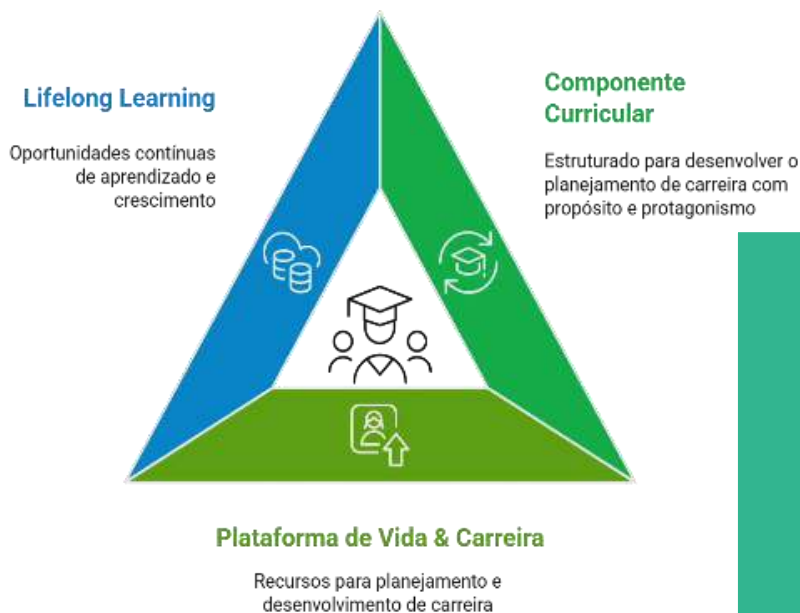 Lifelong Learning
Oportunidades contínuas
de aprendizado e
crescimento
Componente
Curricular
Estruturado para desenvolver o
planejamento de carreira com
propósito e protagonismo
Plataforma de Vida & Carreira
Recursos para planejamento e
desenvolvimento de carreira